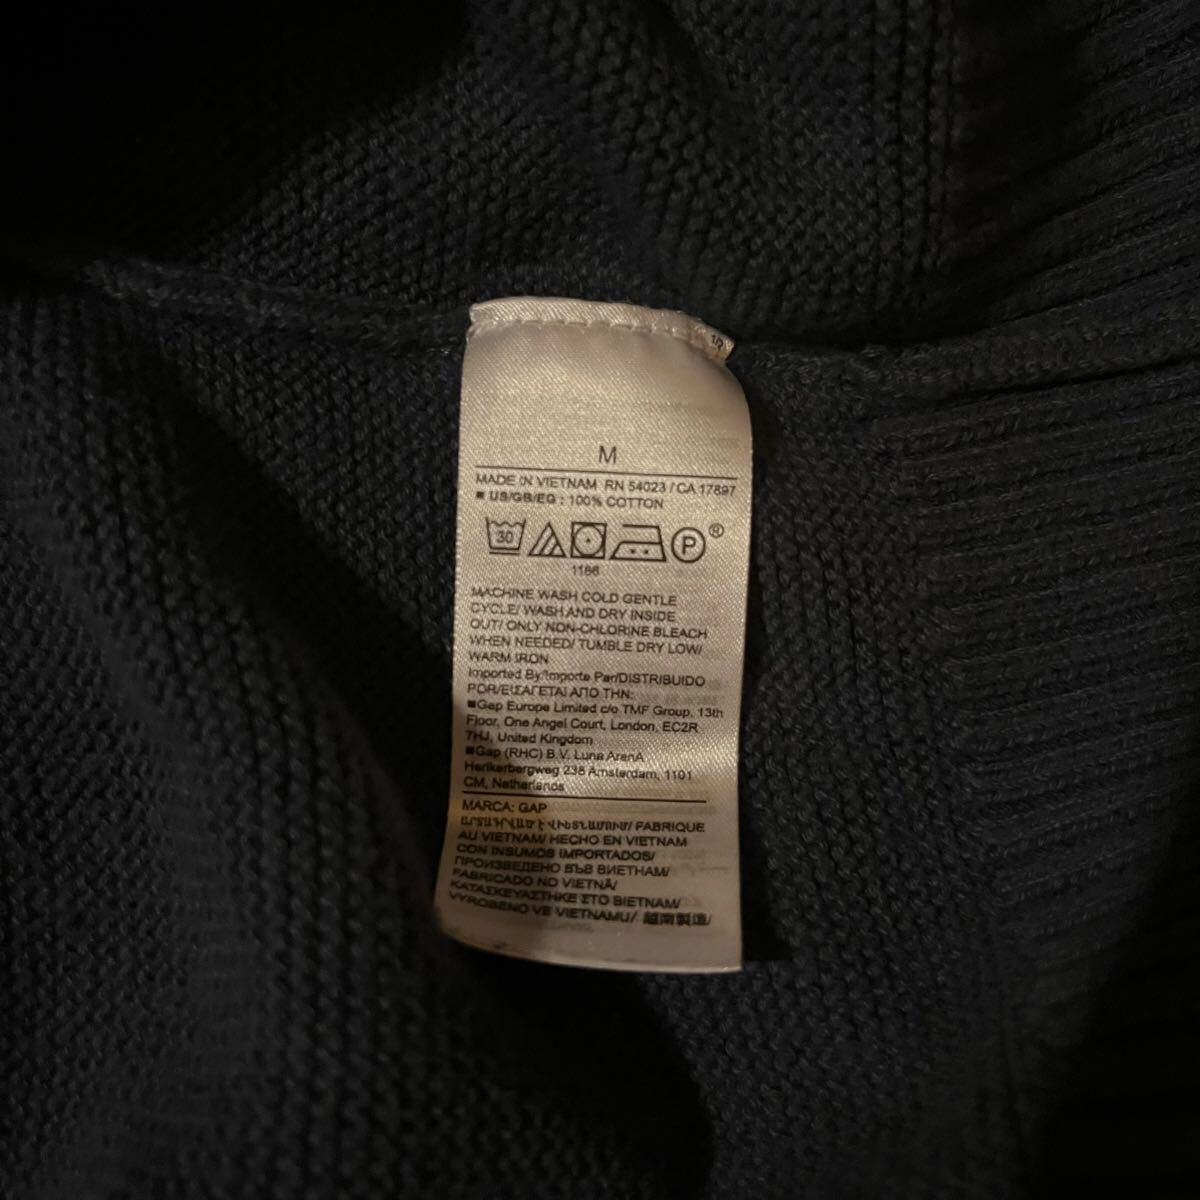 M
MADE IN VIETNAM RN 54023 / CA 17897
■ US/GB/EG : 100% COTTON
30 P ®
1166
MACHINE WASH COLD GENTLE
CYCLE/ WASH AND DRY INSIDE
OUT/ ONLY NON-CHLORINE BLEACH
WHEN NEEDED/ TUMBLE DRY LOW/
WARM IRON
Imported By/Importe Par/DISTRIBUIDO
POR/ΕΙΣΑΓΕΤΑΙ ΑΠΟ ΤΗΝ:
■Gap Europe Limited c/o TMF Group, 13th
Floor, One Angel Court, London, EC2R
7HJ, United Kingdom
■Gap (RHC) B.V. Luna ArenA
Herikerbergweg 238 Amsterdam, 1101
CM, Netherlands
MARCA: GAP
FABRIQUE
AU VIETNAM/ HECHO EN VIETNAM
CON INSUMOS IMPORTADOS/
ПРОИЗВЕДЕНО ВЪВ ВИЕТНАМ/
FABRICADO NO VIETNÃ/
ΚΑΤΑΣΚΕΥΑΣΤΗΚΕ ΣΤΟ ΒΙΕΤΝΑΜ/
VYROBENO VE VIETNAMU/ 越南製造/